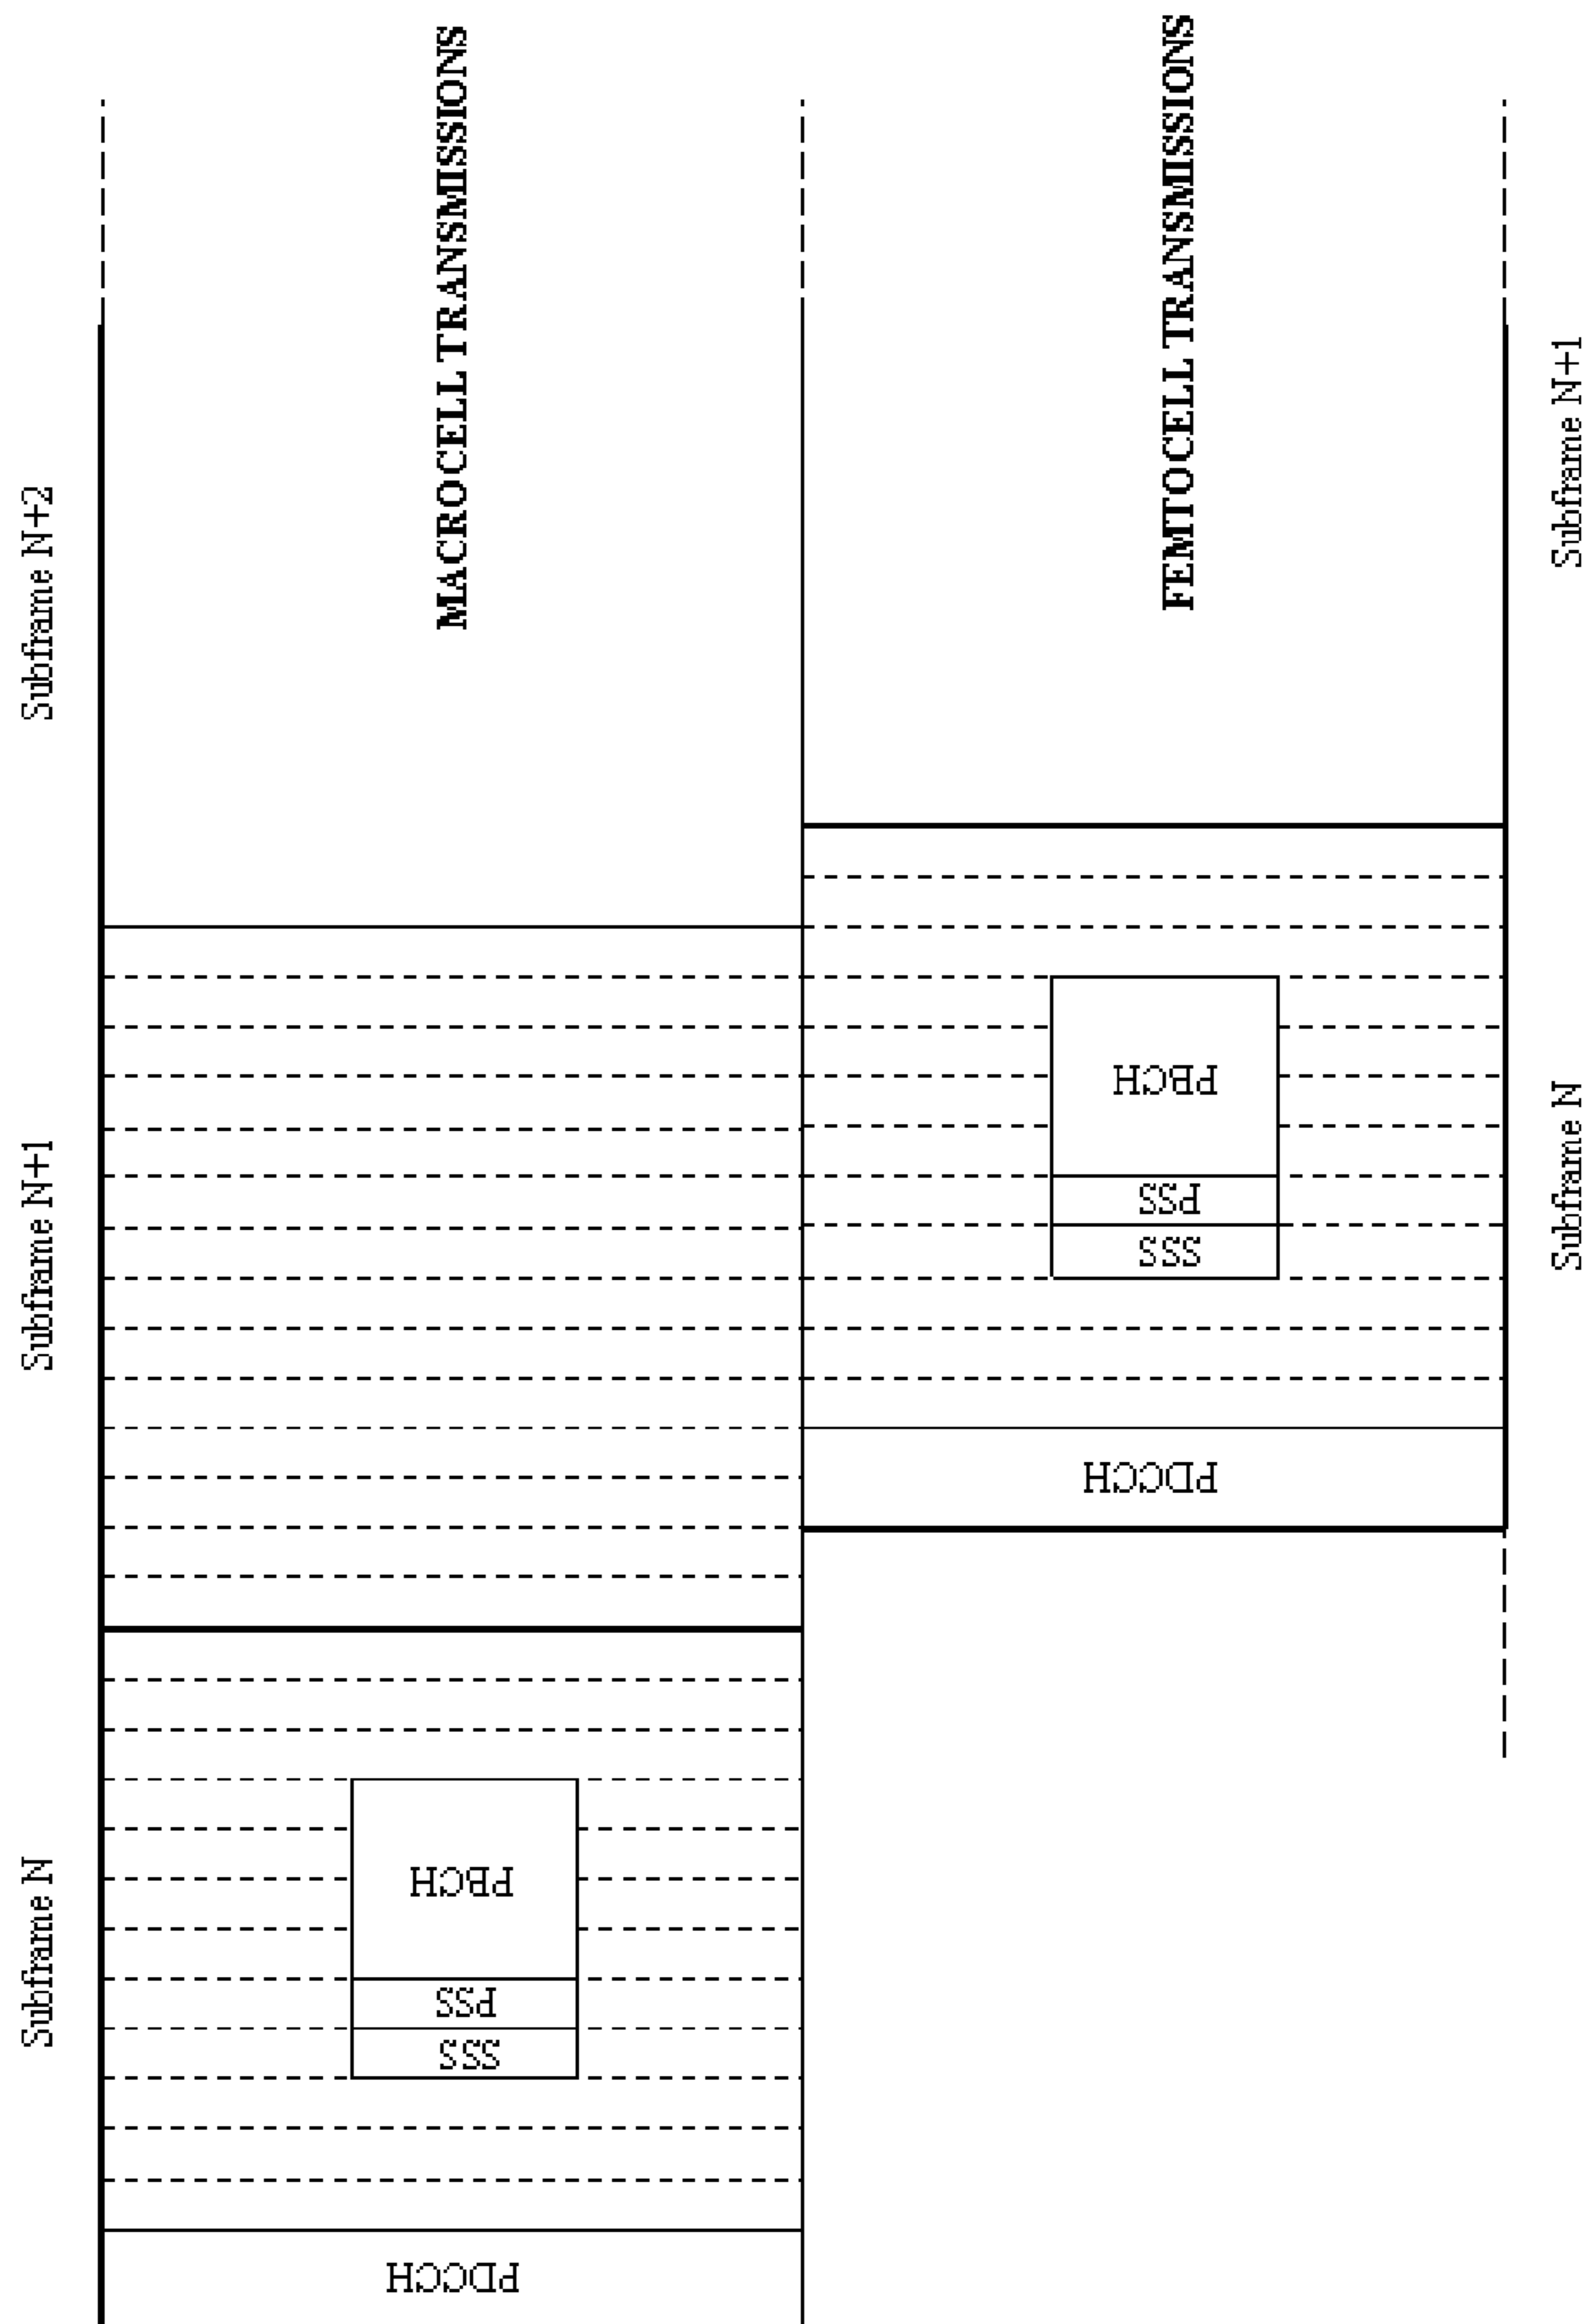 Subframe N
Subframe N+1
Subframe N+2
MACROCELL TRANSMISSIONS
PDCCH
SSS
PSS
PBCH
FEMTOCELL TRANSMISSIONS
PDCCH
SSS
PSS
PBCH
Subframe N
Subframe N+1